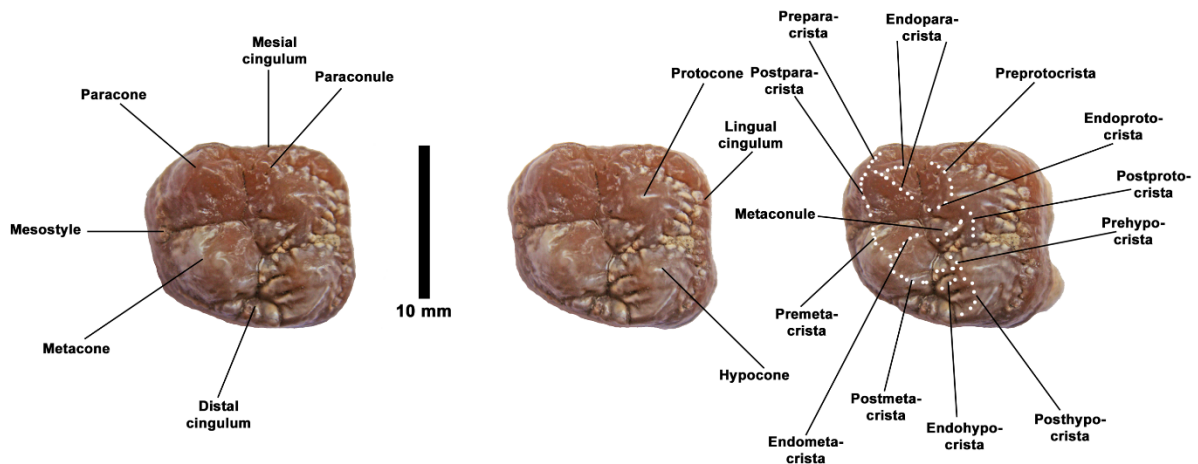 Mesial
cingulum
Paraconule
Paracone
Mesostyle
Metacone
Distal
cingulum
10 mm
Protocone
Lingual
cingulum
Hypocone
Prepara-
crista
Endopara-
crista
Postpara-
crista
Preprotocrista
Endoproto-
crista
Postproto-
crista
Metaconule
Prehypo-
crista
Premeta-
crista
Postmeta-
crista
Endometa-
crista
Endohypo-
crista
Posthypo-
crista